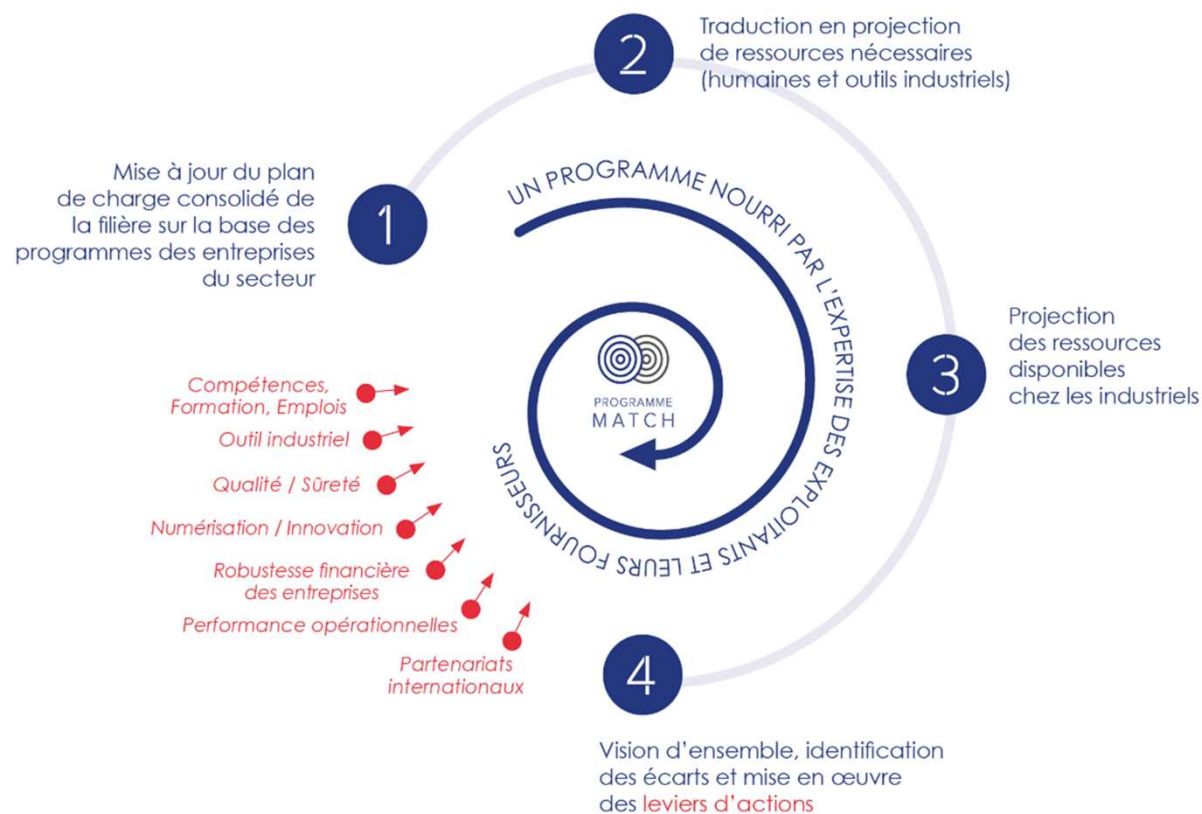 1
Mise à jour du plan
de charge consolidé de
la filière sur la base des
programmes des entreprises
du secteur
2
Traduction en projection
de ressources nécessaires
(humaines et outils industriels)
3
Projection
des ressources
disponibles
chez les industriels
4
Vision d'ensemble, identification
des écarts et mise en œuvre
des leviers d'actions
UN PROGRAMME NOURRI PAR L'EXPERTISE DES EXPLOITANTS ET LEURS FOURNISSEURS
PROGRAMME
MATCH
Compétences,
Formation, Emplois
Outil industriel
Qualité / Sûreté
Numérisation / Innovation
Robustesse financière
des entreprises
Performance opérationnelles
Partenariats
internationaux